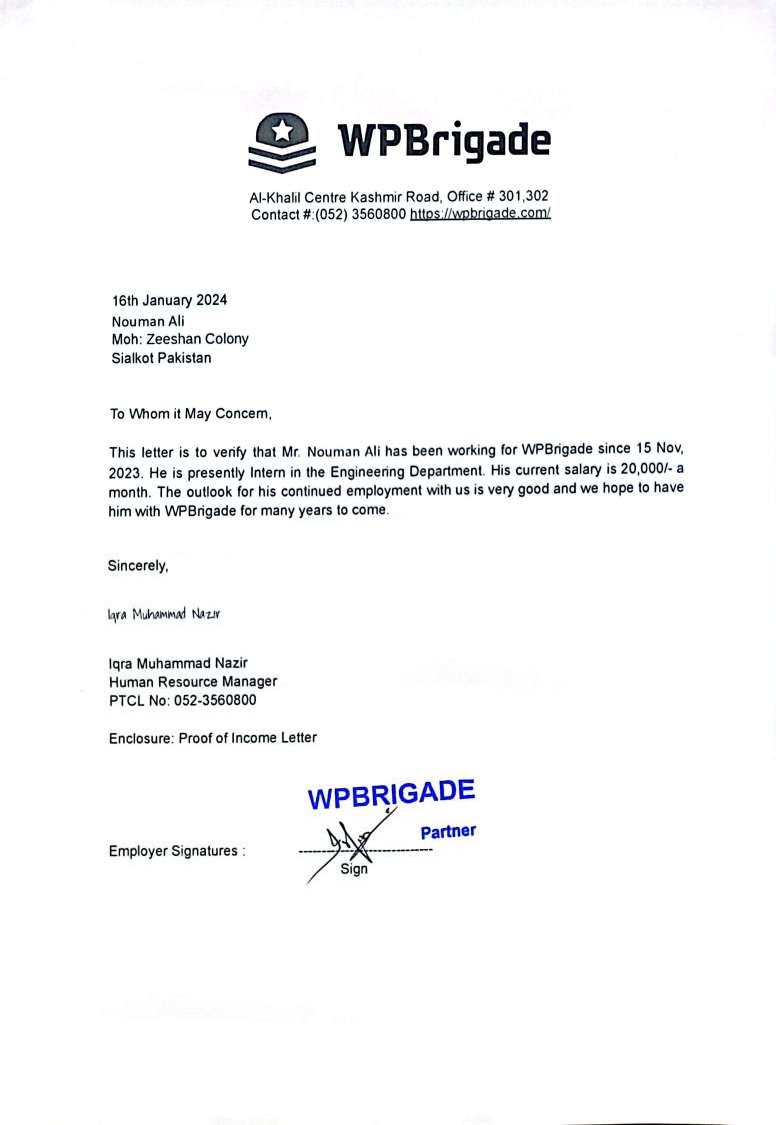 WPBrigade
Al-Khalil Centre Kashmir Road, Office # 301,302
Contact #:(052) 3560800 https://wpbrigade.com/
16th January 2024
Nouman Ali
Moh: Zeeshan Colony
Sialkot Pakistan
To Whom it May Concern,
This letter is to verify that Mr. Nouman Ali has been working for WPBrigade since 15 Nov,
2023. He is presently Intern in the Engineering Department. His current salary is 20,000/- a
month. The outlook for his continued employment with us is very good and we hope to have
him with WPBrigade for many years to come.
Sincerely,
Iqra Muhammad Nazir
Iqra Muhammad Nazir
Human Resource Manager
PTCL No: 052-3560800
Enclosure: Proof of Income Letter
WPBRIGADE
Partner
Employer Signatures :
Sign